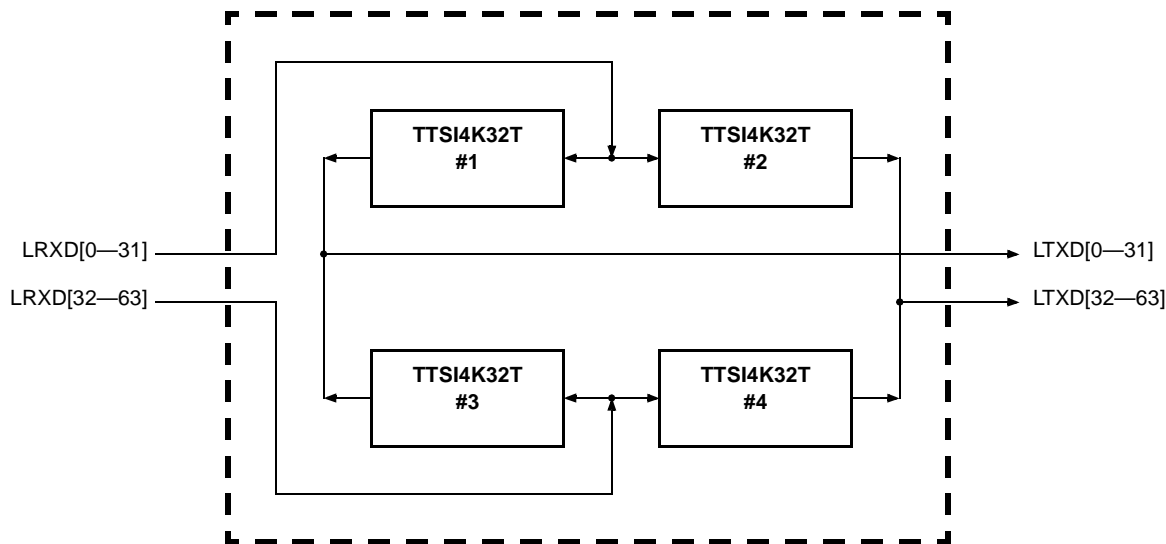 TTSI4K32T
#1
TTSI4K32T
#2
LRXD[0—31]
LTXD[0—31]
LRXD[32—63]
LTXD[32—63]
TTSI4K32T
#3
TTSI4K32T
#4